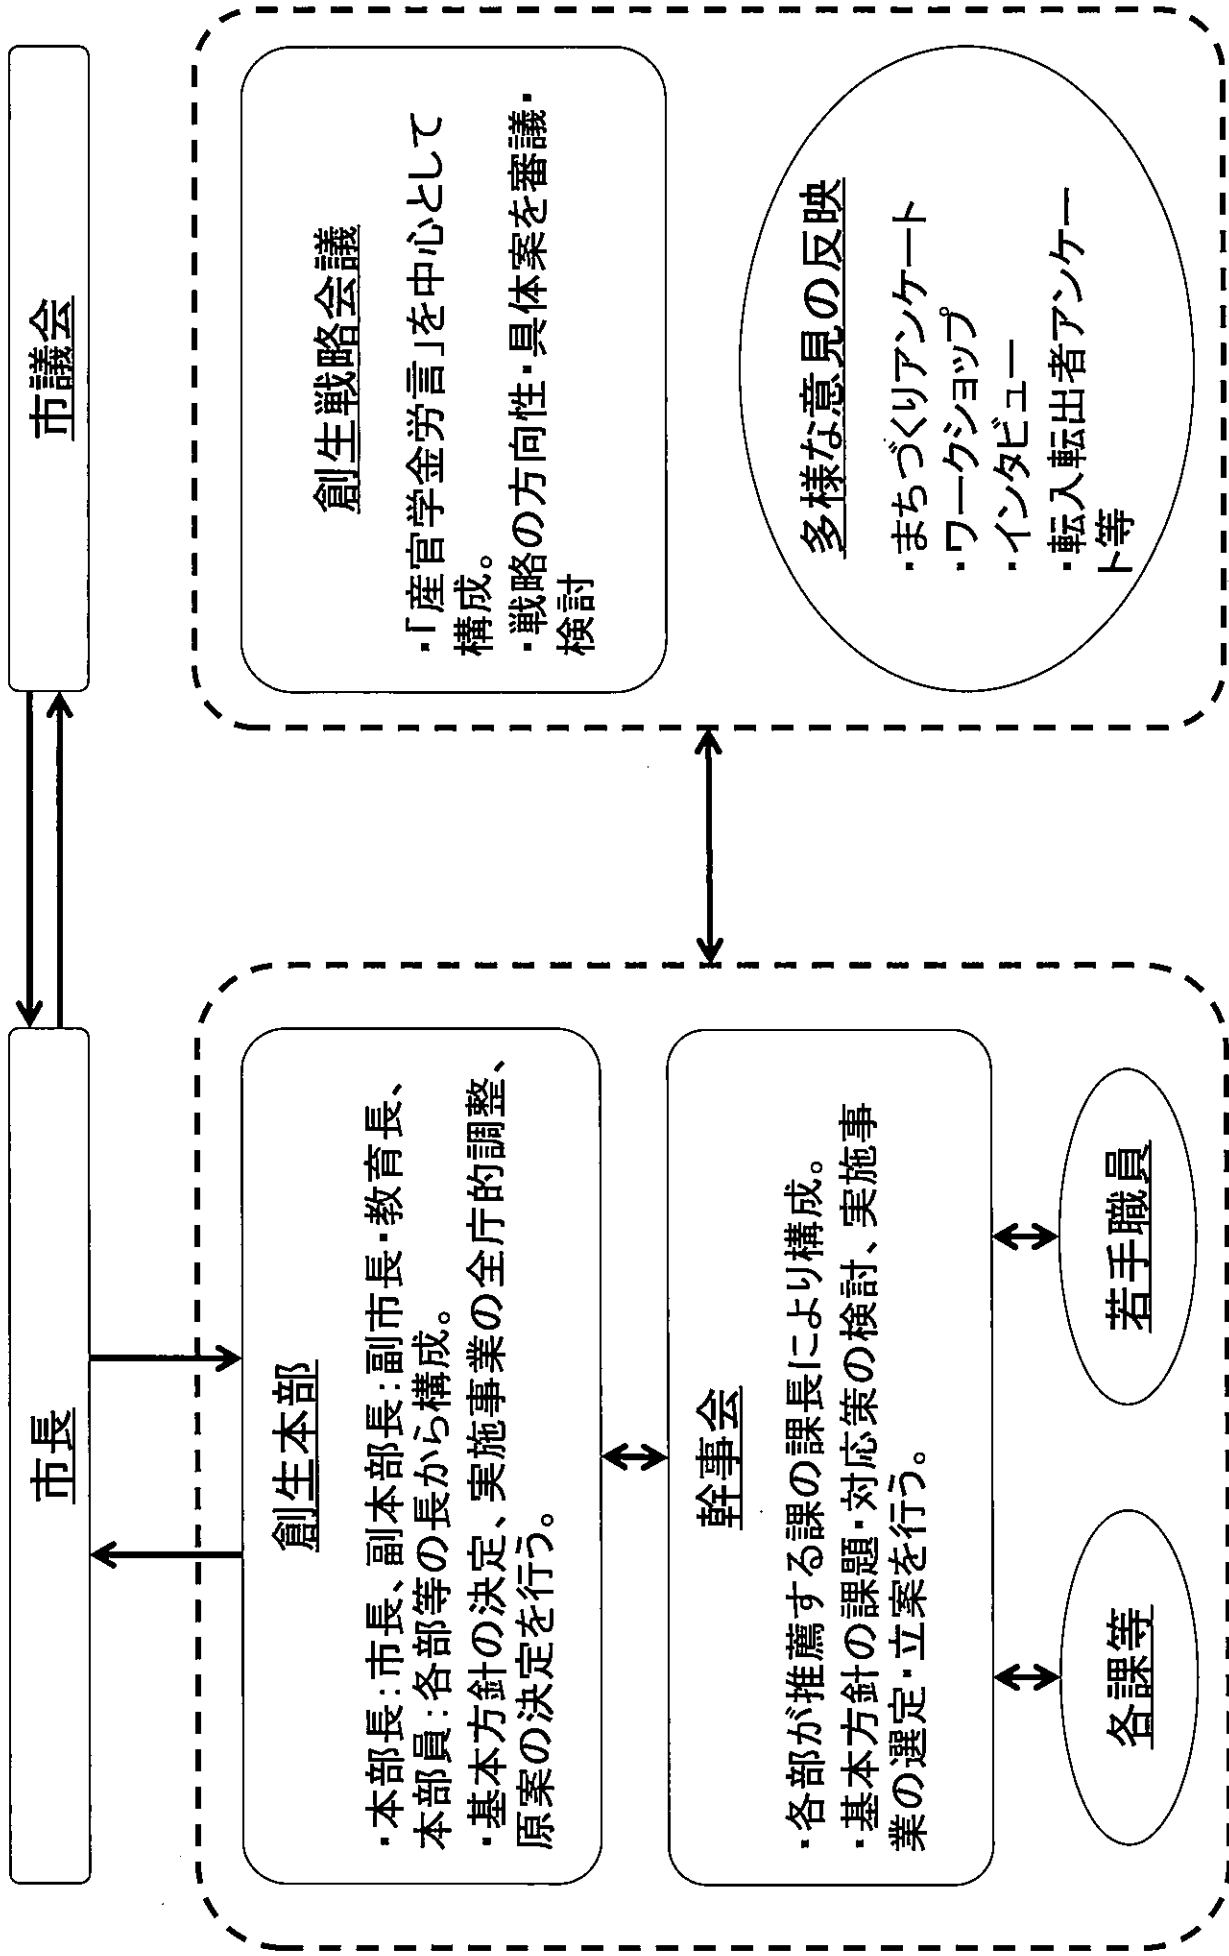 市長
市議会
創生本部
・本部長：市長、副本部長：副市長・教育長、
本部員：各部等の長から構成。
・基本方針の決定、実施事業の全庁的調整、
原案の決定を行う。
幹事会
・各部が推薦する課の課長により構成。
・基本方針の課題・対応策の検討、実施事
業の選定・立案を行う。
各課等
若手職員
創生戦略会議
・「産官学金労言」を中心として
構成。
・戦略の方向性・具体案を審議・
検討
多様な意見の反映
・まちづくりアンケート
・ワークショップ
・インタビュー
・転入転出者アンケー
ト等